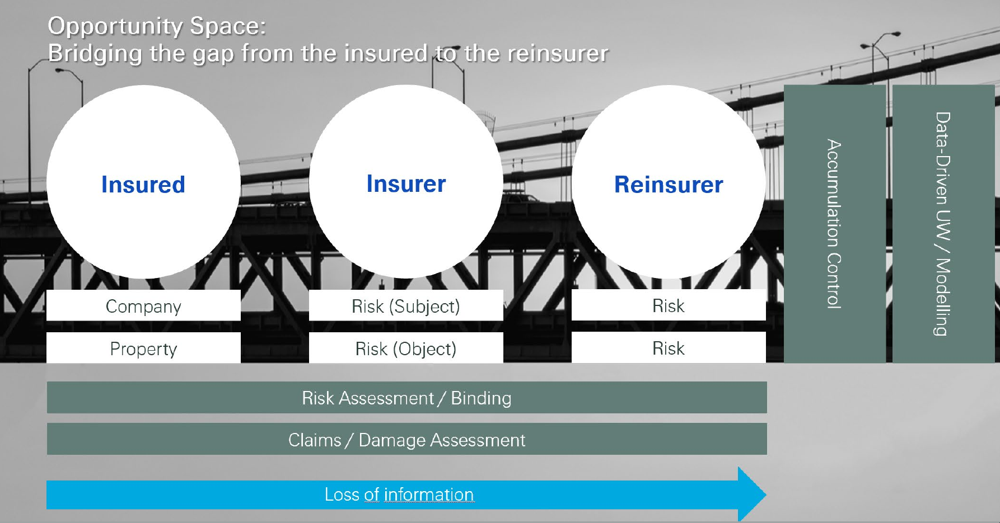 Opportunity Space:
Bridging the gap from the insured to the reinsurer
Insured
Insurer
Reinsurer
Company
Risk (Subject)
Risk
Property
Risk (Object)
Risk
Accumulation Control
Data-Driven UW / Modelling
Risk Assessment / Binding
Claims / Damage Assessment
Loss of information